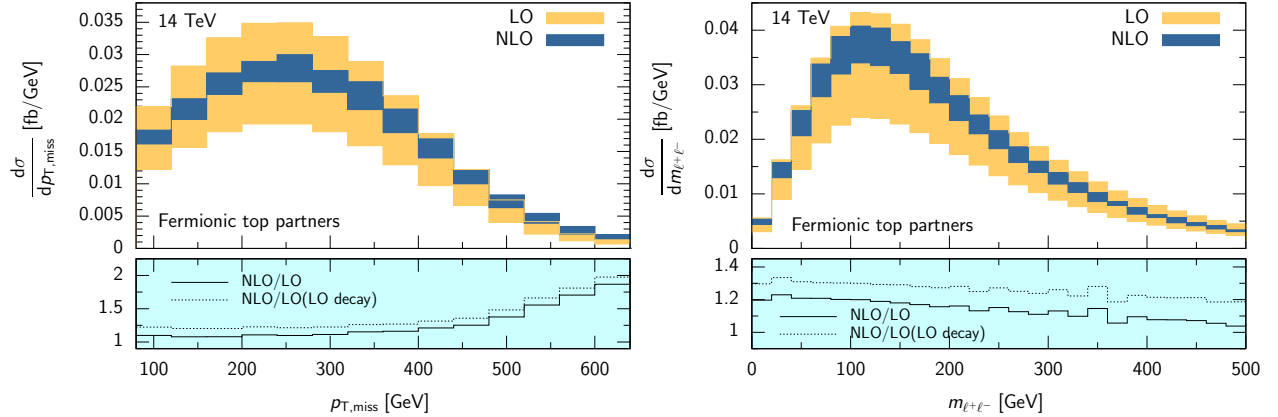 14 TeV
LO
NLO
dσ
dp_T,miss
[fb/GeV]
0.035
0.03
0.025
0.02
0.015
0.01
0.005
0
Fermionic top partners
2
1.5
1
NLO/LO
NLO/LO(LO decay)
100 200 300 400 500 600
p_T,miss [GeV]
14 TeV
LO
NLO
dσ
dm_ℓ+ℓ−
[fb/GeV]
0.04
0.02
0
Fermionic top partners
1.4
1.2
1
NLO/LO
NLO/LO(LO decay)
0 100 200 300 400 500
m_ℓ+ℓ− [GeV]